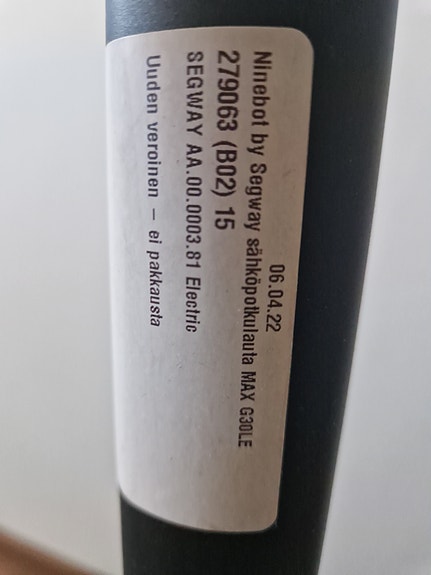 06.04.22
Ninebot by Segway sähköpotkulauta MAX G30LE
279063 (B02) 15
SEGWAY AA.00.0003.81 Electric
Uuden veroinen – ei pakkausta